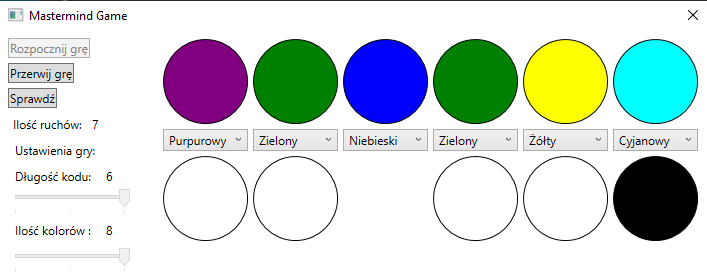 Mastermind Game
Rozpocznij grę
Przerwij grę
Sprawdź
Ilość ruchów: 7
Ustawienia gry:
Długość kodu: 6
Ilość kolorów : 8
Purpurowy Zielony Niebieski Zielony Żółty Cyjanowy